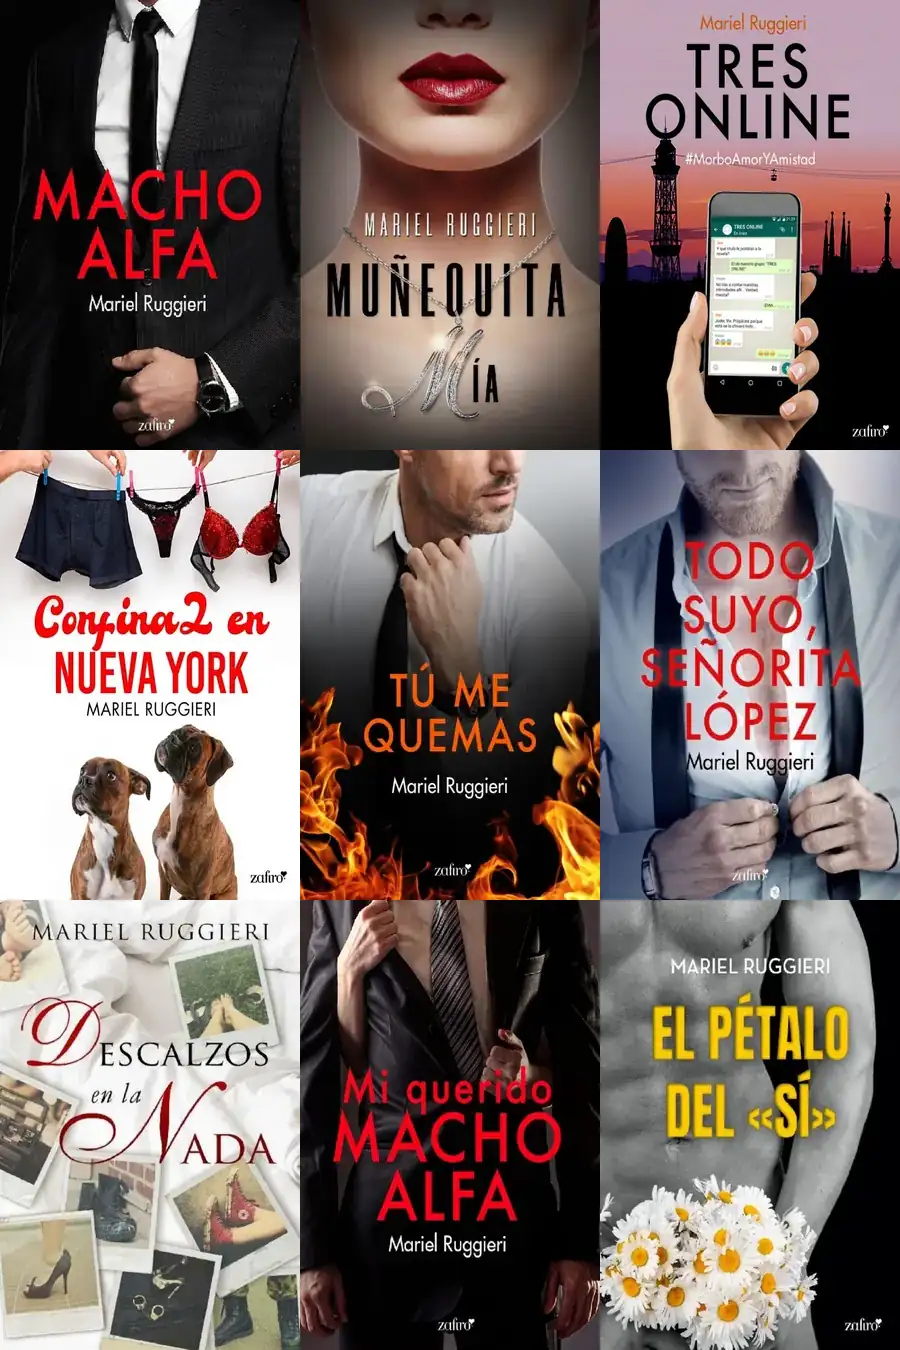 MACHO
ALFA
Mariel Ruggieri
zafiro
MARIEL RUGGIERI
MUÑEQUITA
MÍA
Mariel Ruggieri
TRES
ONLINE
#MorboAmorYAmistad
TRES ONLINE
zafiro
Confina2 en
NUEVA YORK
MARIEL RUGGIERI
zafiro
TÚ ME
QUEMAS
Mariel Ruggieri
zafiro
TODO
SUYO,
SEÑORITA
LÓPEZ
Mariel Ruggieri
zafiro
MARIEL RUGGIERI
DESCALZOS
en la
NADA
Mi querido
MACHO
ALFA
Mariel Ruggieri
zafiro
MARIEL RUGGIERI
EL PÉTALO
DEL «SÍ»
zafiro